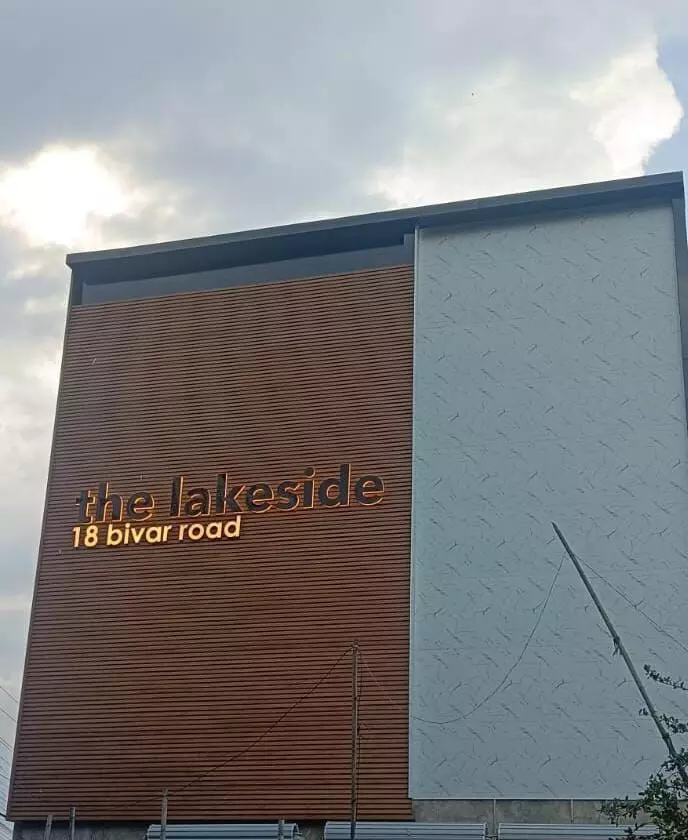 the lakeside
18 bivar road